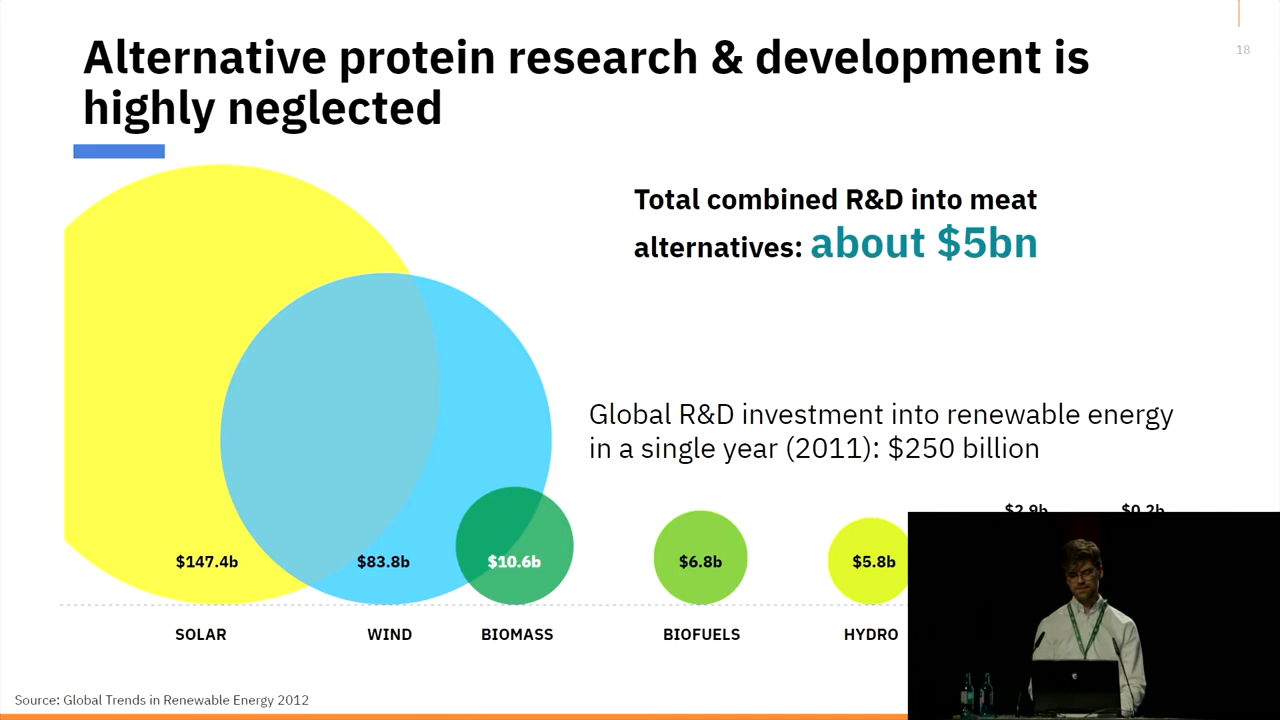 18
Alternative protein research & development is
highly neglected
Total combined R&D into meat
alternatives: about $5bn
Global R&D investment into renewable energy
in a single year (2011): $250 billion
$2.9b $0.2b
$147.4b $83.8b $10.6b $6.8b $5.8b
SOLAR WIND BIOMASS BIOFUELS HYDRO
Source: Global Trends in Renewable Energy 2012